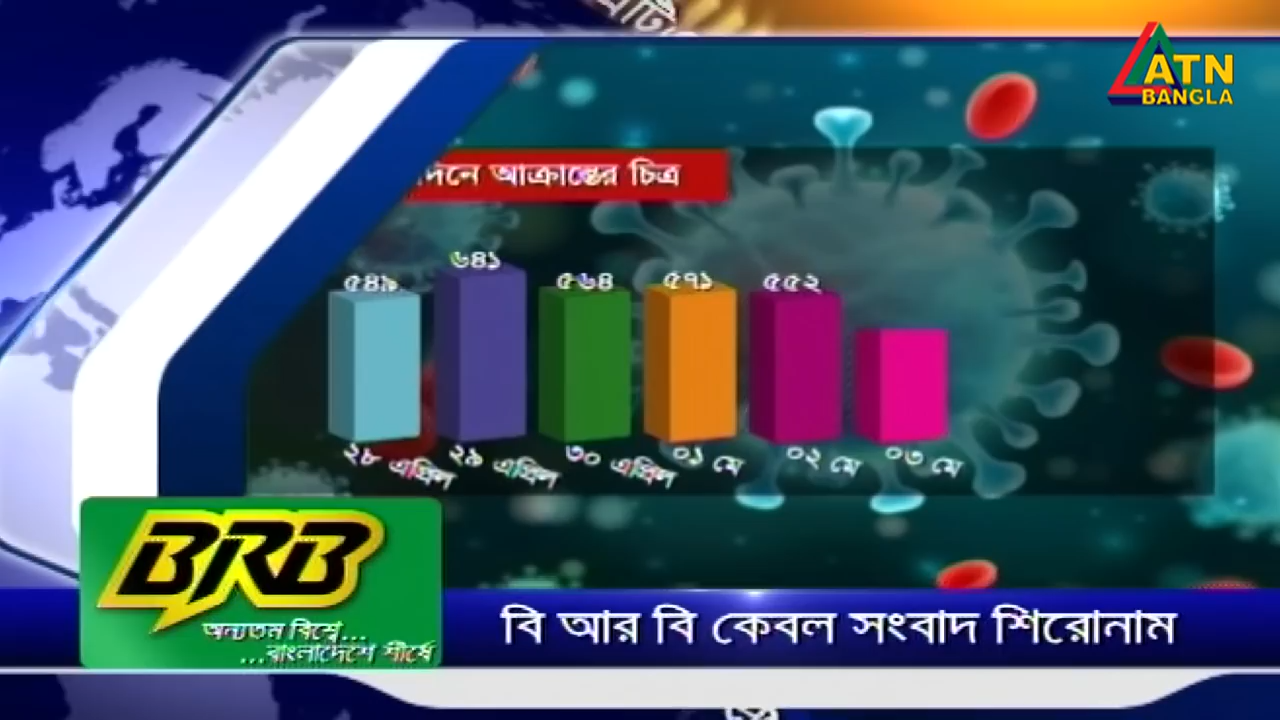 ATN
BANGLA
দিনে আক্রান্তের চিত্র
৫৪৯ ৬৪১ ৫৬৪ ৫৭১ ৫৫২
২৮ এপ্রিল ২৯ এপ্রিল ৩০ এপ্রিল ০১ মে ০২ মে ০৩ মে
BRB
অন্যতম বিশ্বে...
...বাংলাদেশে শীর্ষে
বি আর বি কেবল সংবাদ শিরোনাম